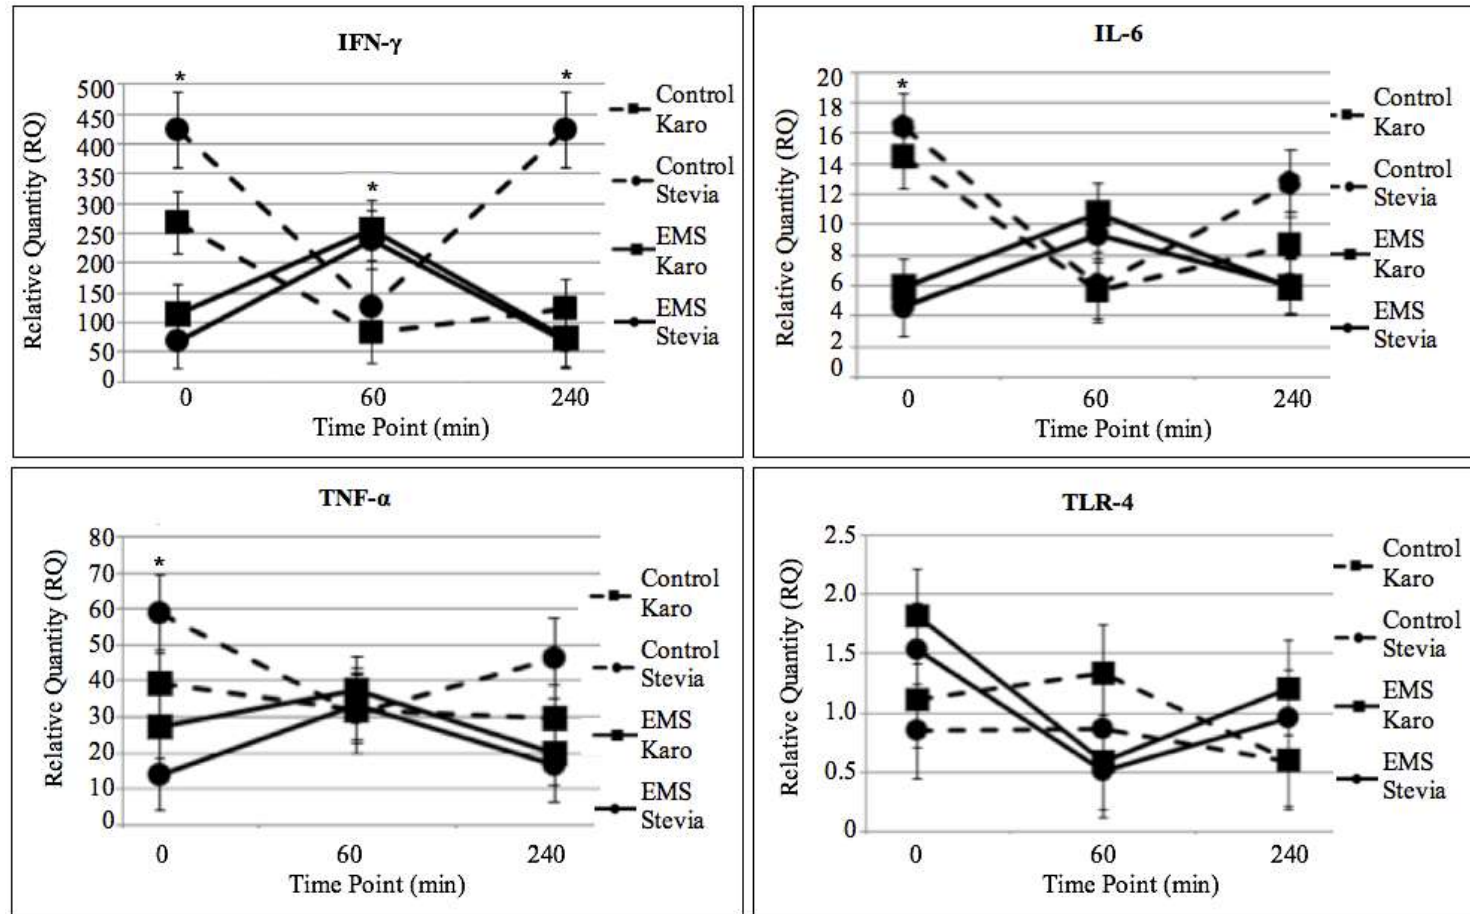 IFN-γ
*
*
*
500
450
400
350
300
250
200
150
100
50
0
Relative Quantity (RQ)
0
60
240
Time Point (min)
Control
Karo
Control
Stevia
EMS
Karo
EMS
Stevia
IL-6
*
20
18
16
14
12
10
8
6
4
2
0
Relative Quantity (RQ)
0
60
240
Time Point (min)
Control
Karo
Control
Stevia
EMS
Karo
EMS
Stevia
TNF-α
*
80
70
60
50
40
30
20
10
0
Relative Quantity (RQ)
0
60
240
Time Point (min)
Control
Karo
Control
Stevia
EMS
Karo
EMS
Stevia
TLR-4
2.5
2.0
1.5
1.0
0.5
0
Relative Quantity (RQ)
0
60
240
Time Point (min)
Control
Karo
Control
Stevia
EMS
Karo
EMS
Stevia